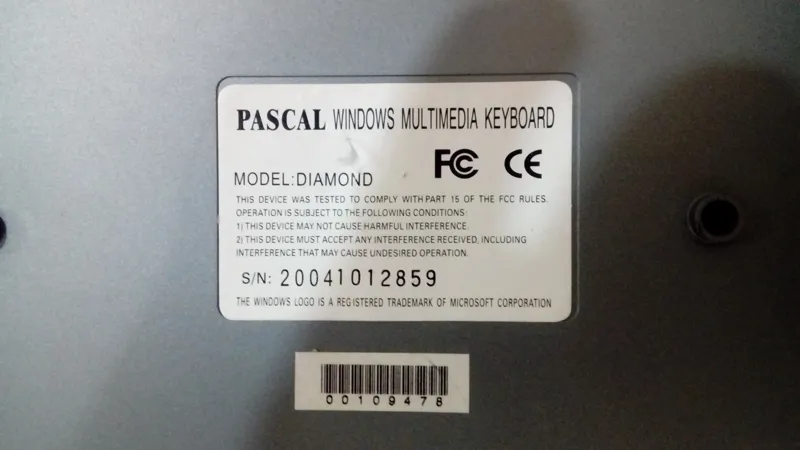 PASCAL WINDOWS MULTIMEDIA KEYBOARD
FC CE
MODEL:DIAMOND
THIS DEVICE WAS TESTED TO COMPLY WITH PART 15 OF THE FCC RULES.
OPERATION IS SUBJECT TO THE FOLLOWING CONDITIONS:
1) THIS DEVICE MAY NOT CAUSE HARMFUL INTERFERENCE.
2) THIS DEVICE MUST ACCEPT ANY INTERFERENCE RECEIVED, INCLUDING
INTERFERENCE THAT MAY CAUSE UNDESIRED OPERATION.
S/N: 20041012859
THE WINDOWS LOGO IS A REGISTERED TRADEMARK OF MICROSOFT CORPORATION
00109478